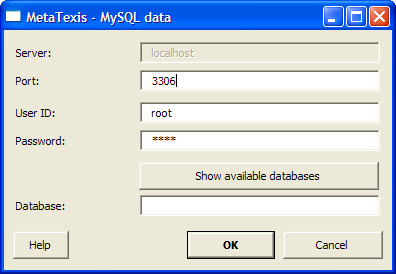 MetaTexis - MySQL data
Server: localhost
Port: 3306
User ID: root
Password: ****
Show available databases
Database:
Help OK Cancel